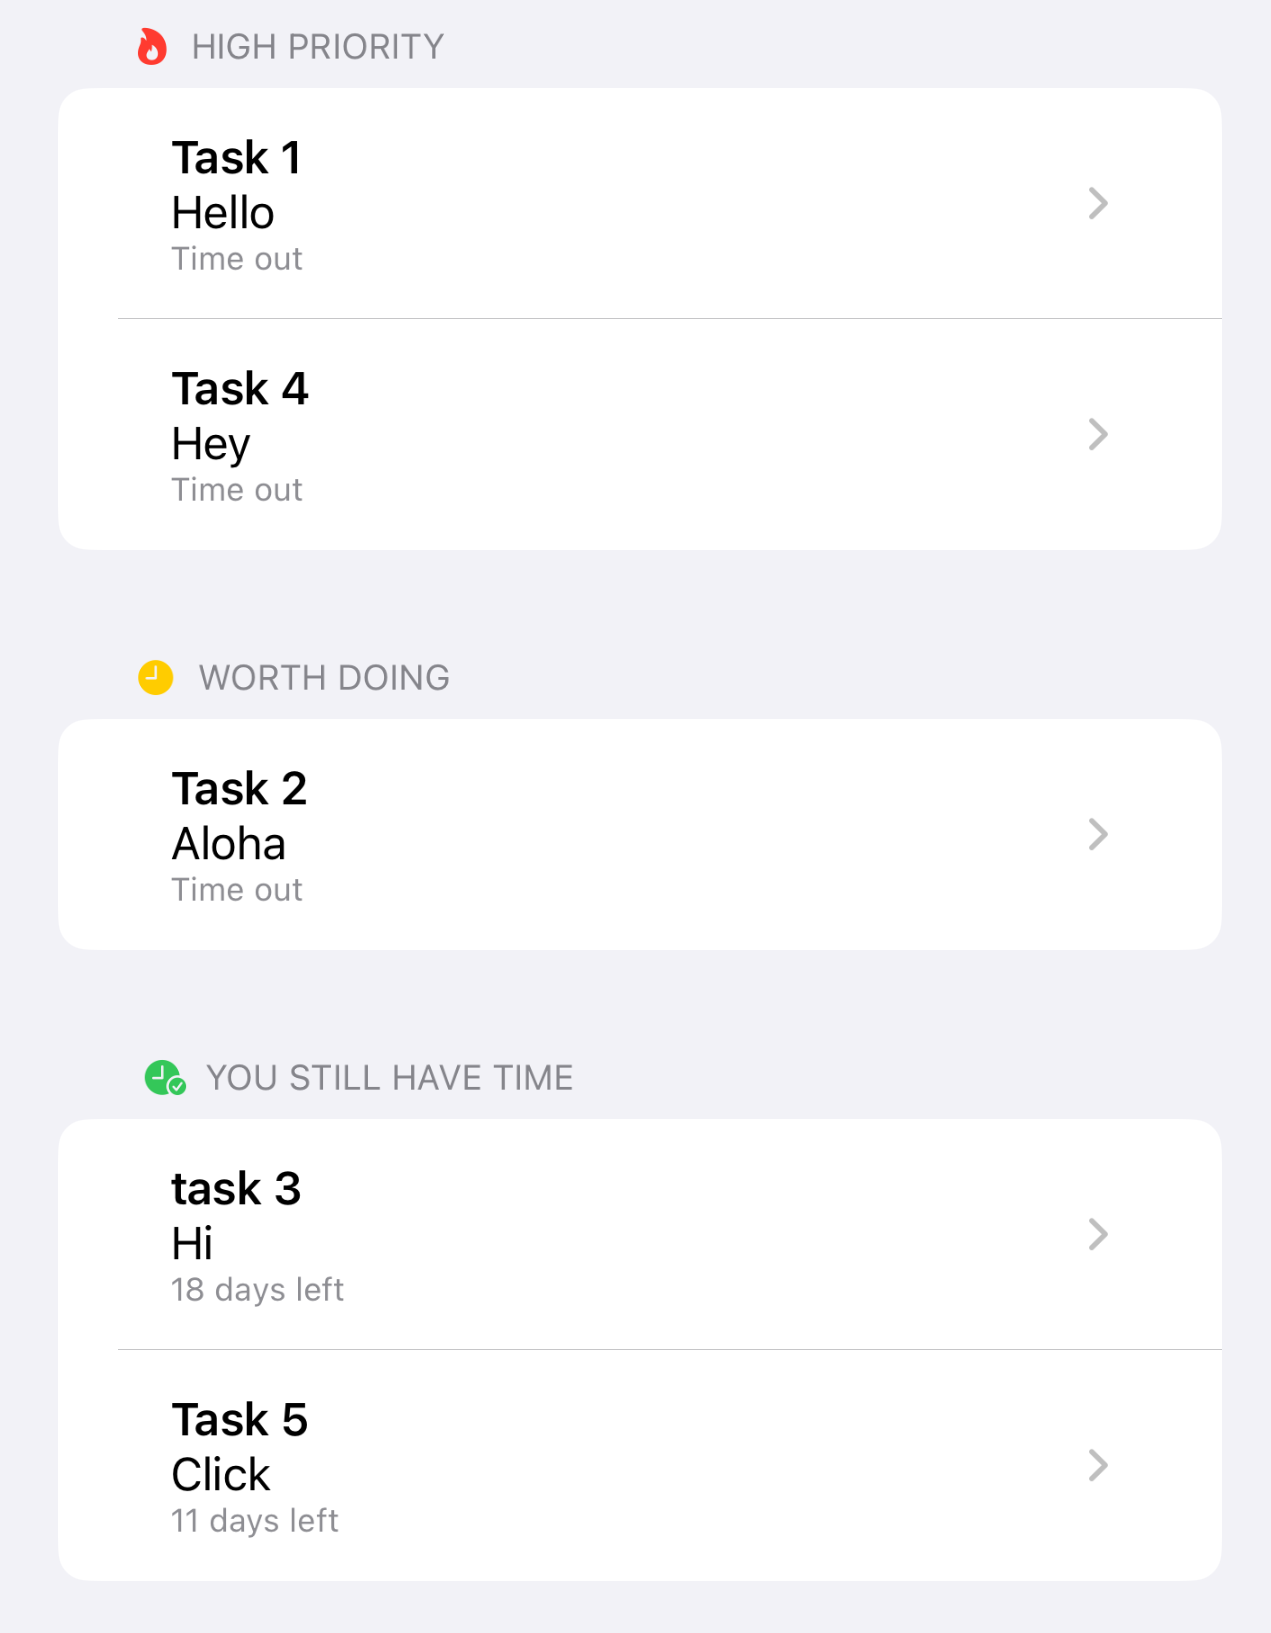 HIGH PRIORITY
Task 1
Hello
Time out
Task 4
Hey
Time out
WORTH DOING
Task 2
Aloha
Time out
YOU STILL HAVE TIME
task 3
Hi
18 days left
Task 5
Click
11 days left